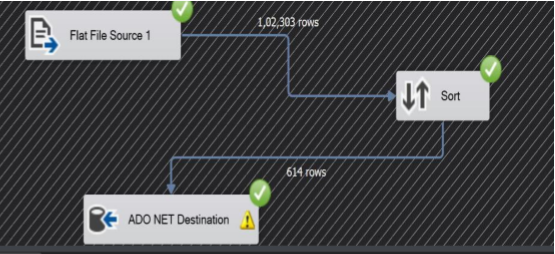 1,02,303 rows
Flat File Source 1
Sort
614 rows
ADO NET Destination